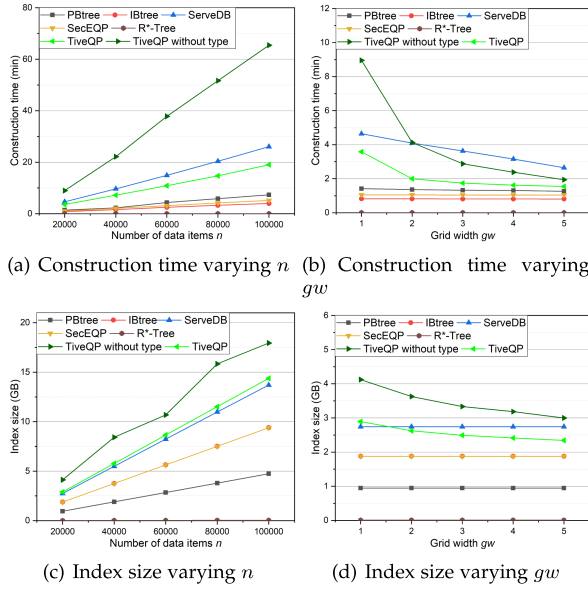 PBtree IBtree ServeDB
SecEQP R*-Tree
TiveQP without type TiveQP
Construction time (min)
80
60
40
20
0
20000 40000 60000 80000 100000
Number of data items n
(a) Construction time varying n
PBtree IBtree ServeDB
SecEQP R*-Tree
TiveQP without type TiveQP
Construction time (min)
12
10
8
6
4
2
0
1 2 3 4 5
Grid width gw
(b) Construction time varying
gw
PBtree IBtree ServeDB
SecEQP R*-Tree
TiveQP without type TiveQP
Index size (GB)
20
15
10
5
0
20000 40000 60000 80000 100000
Number of data items n
(c) Index size varying n
PBtree IBtree ServeDB
SecEQP R*-Tree
TiveQP without type TiveQP
Index size (GB)
6
5
4
3
2
1
0
1 2 3 4 5
Grid width gw
(d) Index size varying gw